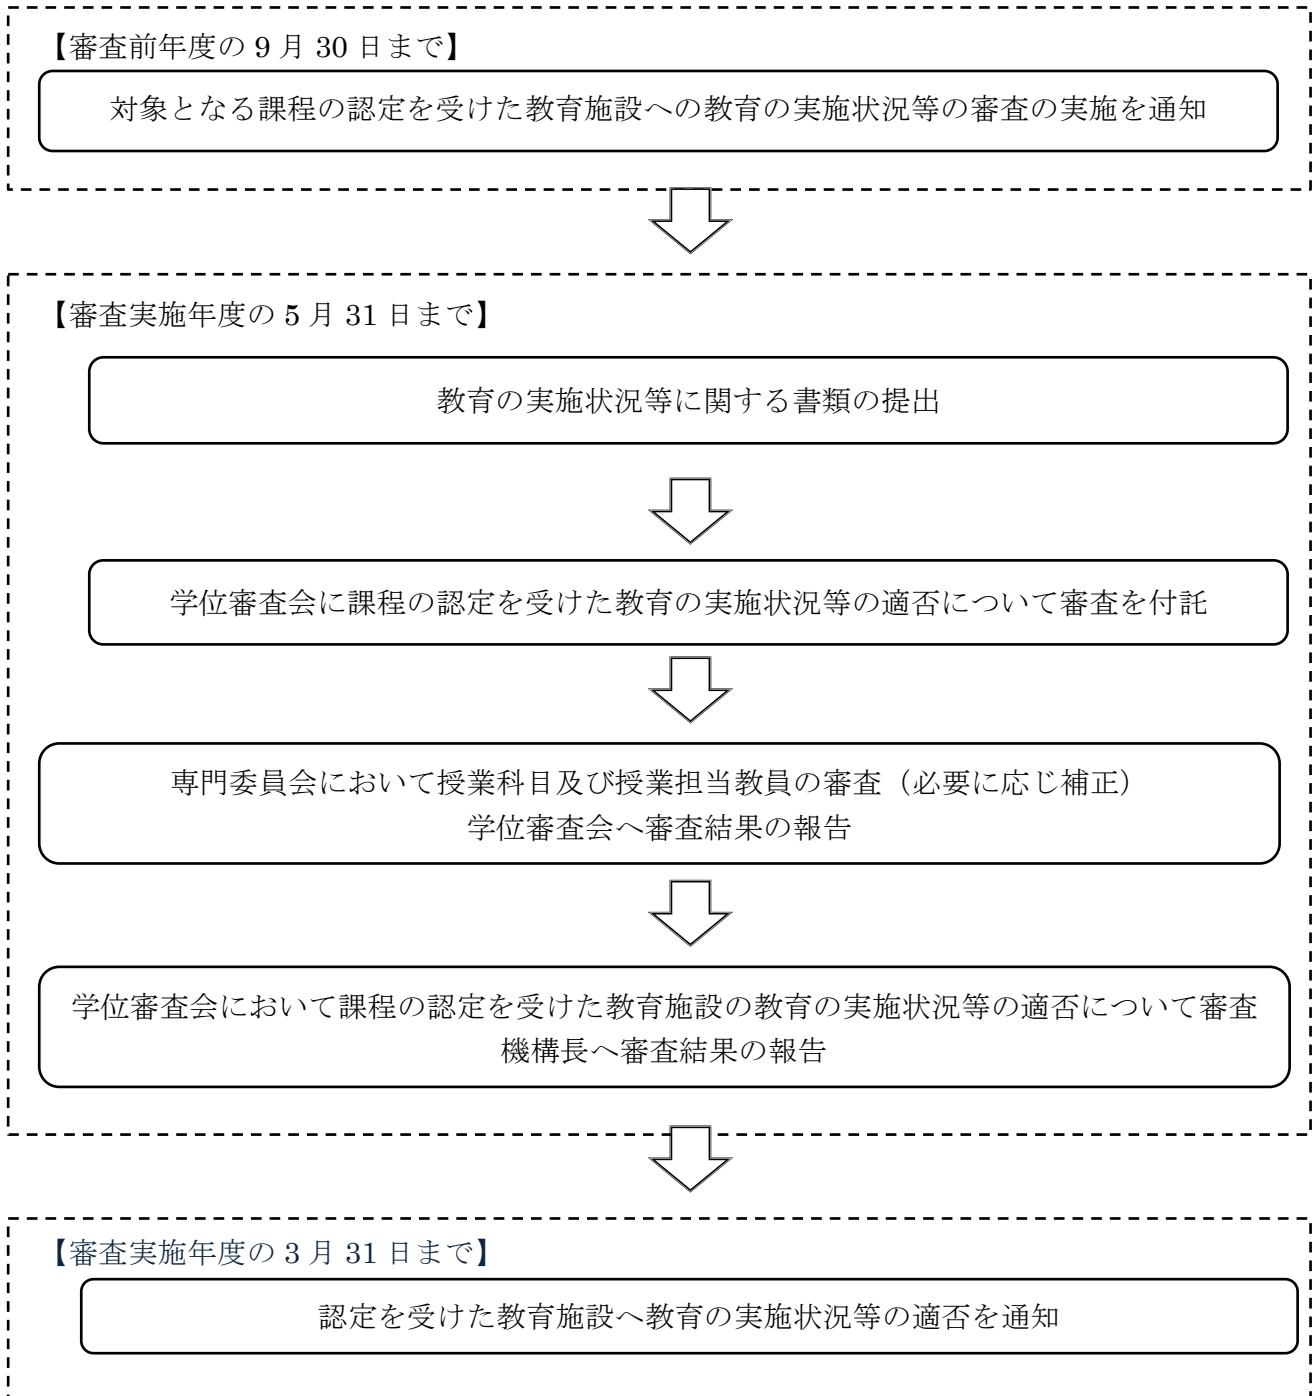 【審査前年度の 9 月 30 日まで】
対象となる課程の認定を受けた教育施設への教育の実施状況等の審査の実施を通知
【審査実施年度の 5 月 31 日まで】
教育の実施状況等に関する書類の提出
学位審査会に課程の認定を受けた教育の実施状況等の適否について審査を付託
専門委員会において授業科目及び授業担当教員の審査（必要に応じ補正）
学位審査会へ審査結果の報告
学位審査会において課程の認定を受けた教育施設の教育の実施状況等の適否について審査
機構長へ審査結果の報告
【審査実施年度の 3 月 31 日まで】
認定を受けた教育施設へ教育の実施状況等の適否を通知